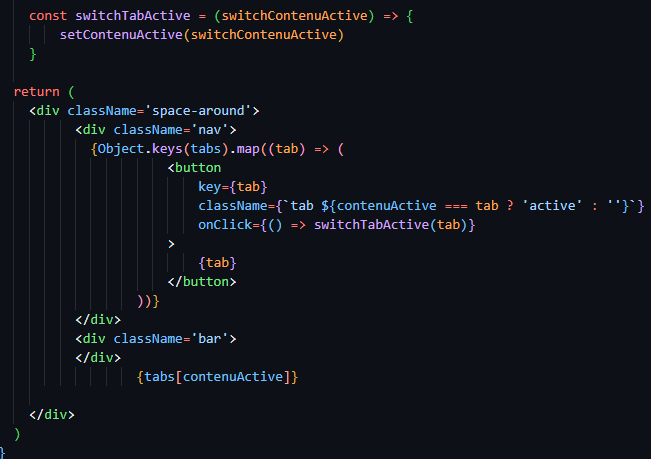 const switchTabActive = (switchContenuActive) => {
setContenuActive(switchContenuActive)
}
return (
<div className='space-around'>
<div className='nav'>
{Object.keys(tabs).map((tab) => (
<button
key={tab}
className={`tab ${contenuActive === tab ? 'active' : ''}`}
onClick={() => switchTabActive(tab)}
>
{tab}
</button>
))}
</div>
<div className='bar'>
</div>
{tabs[contenuActive]}
</div>
)
}